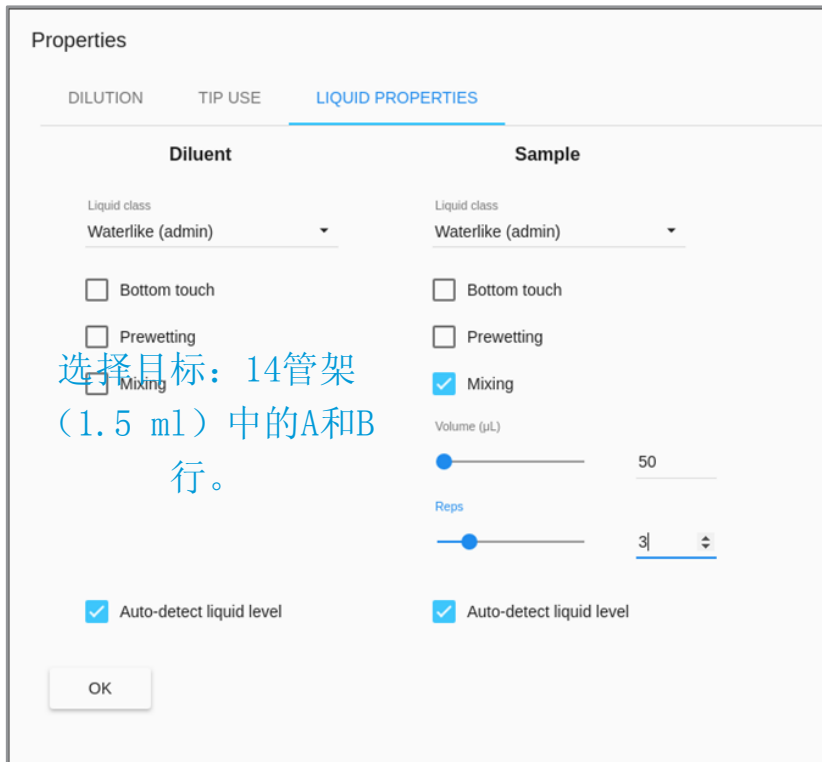 Properties
DILUTION TIP USE LIQUID PROPERTIES
Diluent Sample
Liquid class Liquid class
Waterlike (admin) Waterlike (admin)
Bottom touch Bottom touch
Prewetting Prewetting
Mixing Mixing
选择目标：14管架
（1.5 ml）中的A和B
行。
Volume (µL)
50
Reps
3
Auto-detect liquid level Auto-detect liquid level
OK